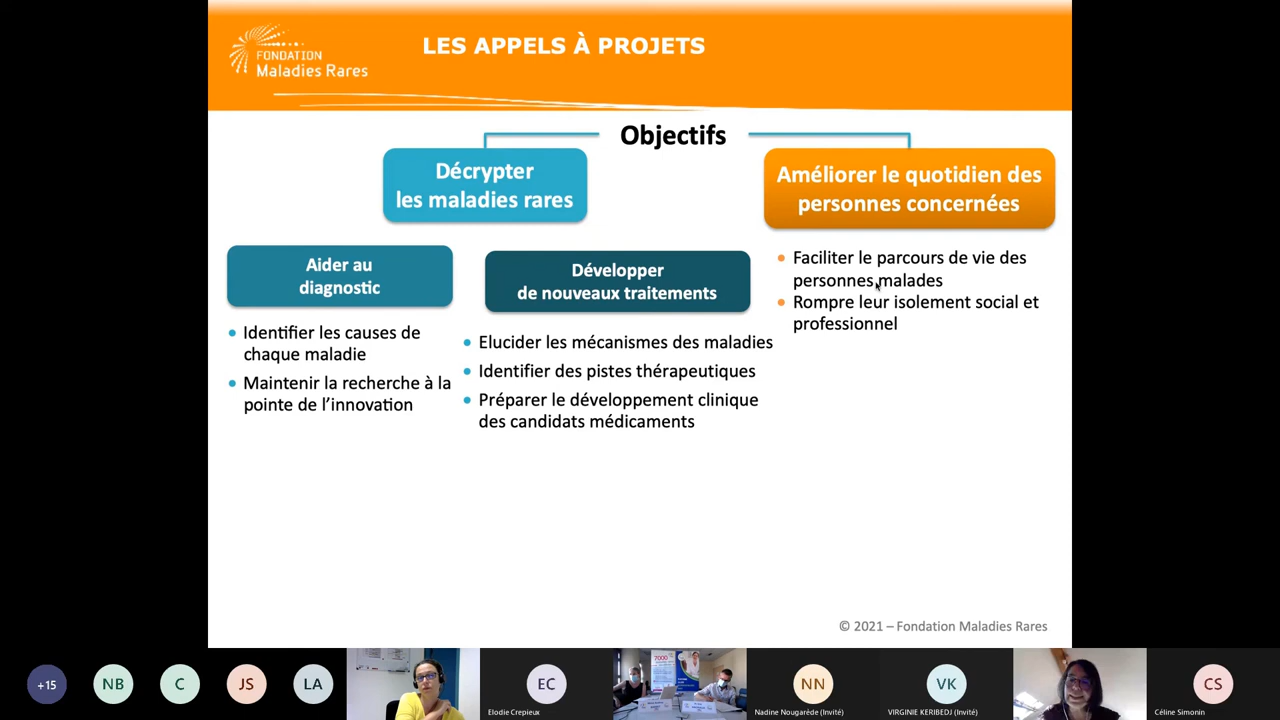 FONDATION
Maladies Rares
LES APPELS À PROJETS
Objectifs
Décrypter
les maladies rares
Améliorer le quotidien des
personnes concernées
Aider au
diagnostic
Développer
de nouveaux traitements
Identifier les causes de
chaque maladie
Maintenir la recherche à la
pointe de l'innovation
Elucider les mécanismes des maladies
Identifier des pistes thérapeutiques
Préparer le développement clinique
des candidats médicaments
Faciliter le parcours de vie des
personnes malades
Rompre leur isolement social et
professionnel
© 2021 – Fondation Maladies Rares
+15
NB
C
JS
LA
EC
Elodie Crepieux
7000
NN
Nadine Nougarède (Invité)
VK
VIRGINIE KERIBEDJ (Invité)
CS
Céline Simonin